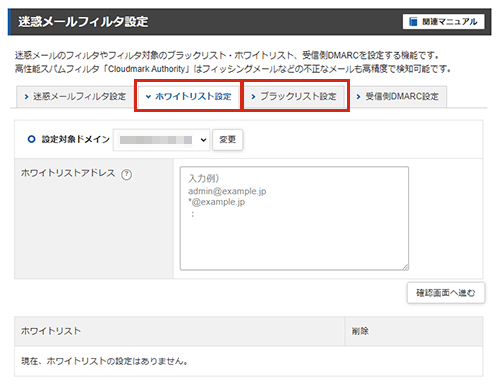 迷惑メールフィルタ設定
関連マニュアル
迷惑メールのフィルタやフィルタ対象のブラックリスト・ホワイトリスト、受信側DMARCを設定する機能です。
高性能スパムフィルタ「Cloudmark Authority」はフィッシングメールなどの不正なメールも高精度で検知可能です。
迷惑メールフィルタ設定
ホワイトリスト設定
ブラックリスト設定
受信側DMARC設定
設定対象ドメイン
変更
ホワイトリストアドレス ?
入力例)
admin@example.jp
*@example.jp
:
確認画面へ進む
ホワイトリスト
削除
現在、ホワイトリストの設定はありません。